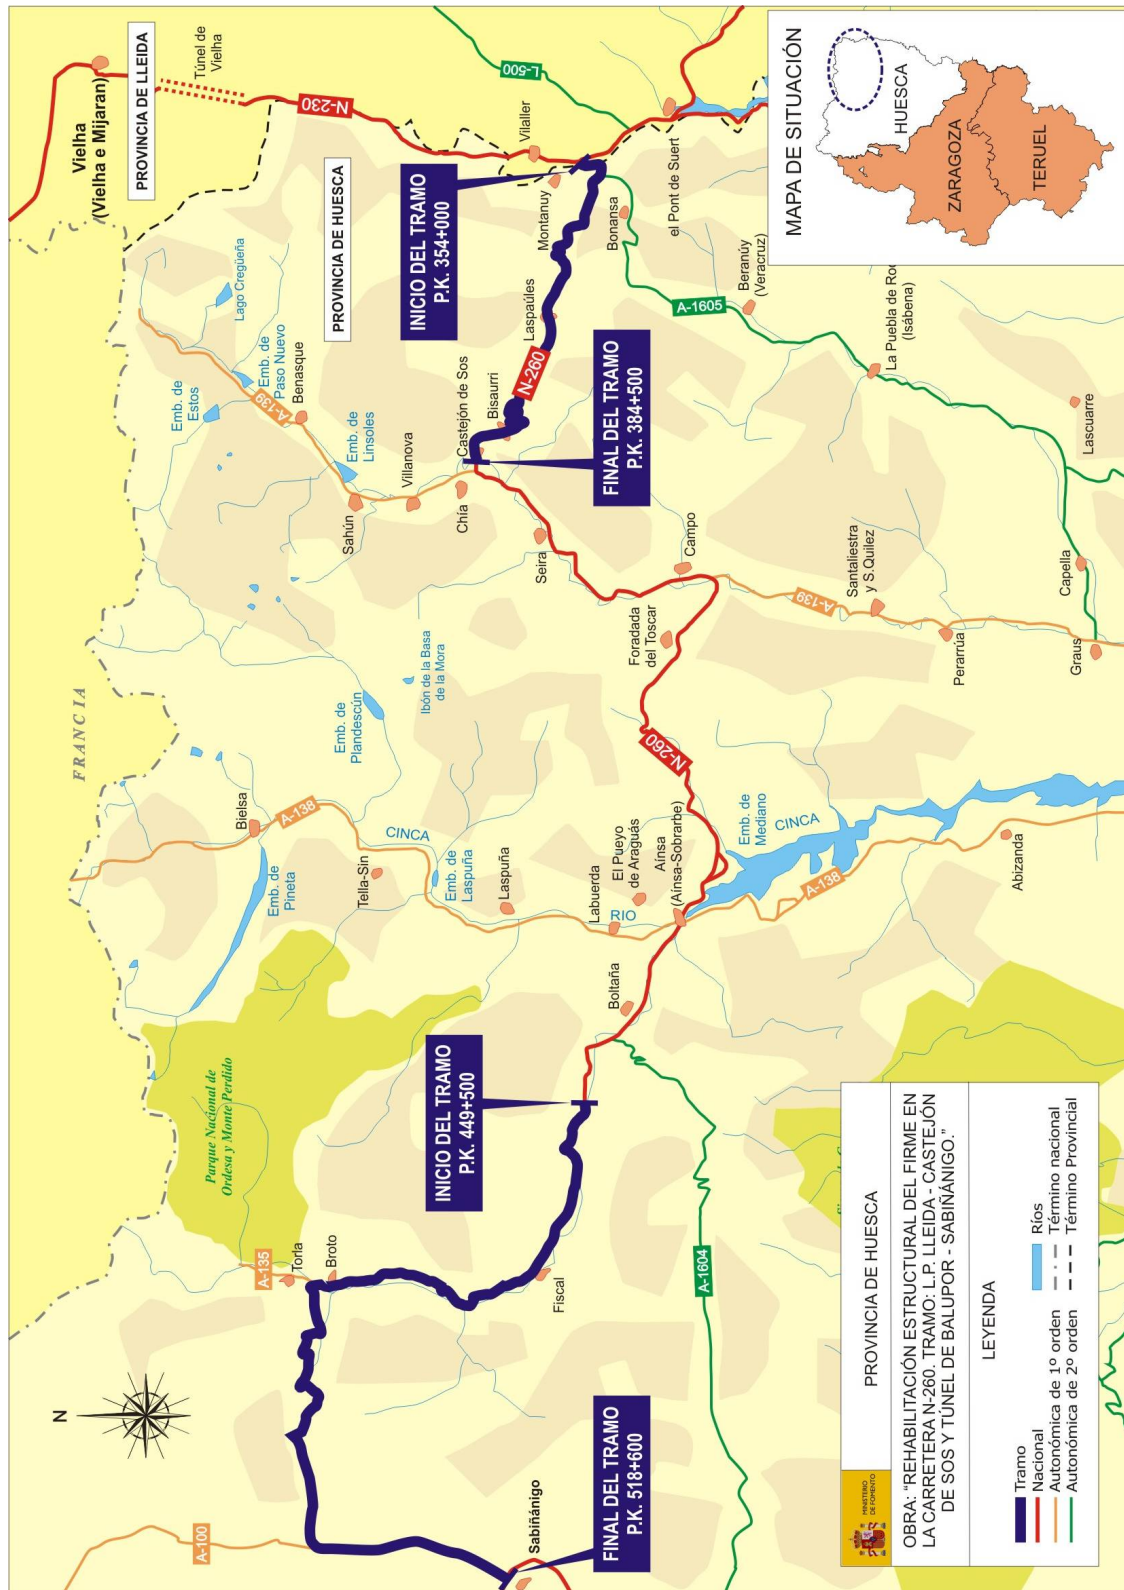 FRANCIA
Vielha
(Vielha e Mijaran)
PROVINCIA DE LLEIDA
Túnel de
Vielha
N-230
L-500
PROVINCIA DE HUESCA
Lago Cregüeña
Emb. de
Paso Nuevo
Emb. de
Estos
A-139
Benasque
Emb. de
Linsoles
Sahún
Villanova
Chía
Castejón de Sos
Bisaurri
N-260
Laspaúles
INICIO DEL TRAMO
P.K. 354+000
Montanuy
Vilaller
Bonansa
el Pont de Suert
A-1605
Beranúy
(Veracruz)
La Puebla de Roc
(Isábena)
Lascuarre
Capella
Graus
FINAL DEL TRAMO
P.K. 384+500
Seira
Campo
Foradada
del Toscar
A-139
Santaliestra
y S.Quilez
Perarrúa
Ibón de la Basa
de la Mora
Emb. de
Plandescún
Bielsa
A-138
CINCA
Emb. de
Pineta
Tella-Sin
Emb. de
Laspuña
Laspuña
Labuerda
RIO
El Pueyo
de Araguás
Aínsa
(Aínsa-Sobrarbe)
N-260
Emb. de
Mediano
CINCA
A-138
Abizanda
Boltaña
Parque Nacional de
Ordesa y Monte Perdido
INICIO DEL TRAMO
P.K. 449+500
A-135
Torla
Broto
Fiscal
A-1604
N
A-100
Sabiñánigo
FINAL DEL TRAMO
P.K. 518+600
MAPA DE SITUACIÓN
HUESCA
ZARAGOZA
TERUEL
MINISTERIO
DE FOMENTO
PROVINCIA DE HUESCA
OBRA: "REHABILITACIÓN ESTRUCTURAL DEL FIRME EN
LA CARRETERA N-260. TRAMO: L.P. LLEIDA - CASTEJÓN
DE SOS Y TÚNEL DE BALUPOR - SABIÑÁNIGO."
LEYENDA
Tramo
Nacional
Autonómica de 1º orden
Autonómica de 2º orden
Ríos
Término nacional
Término Provincial